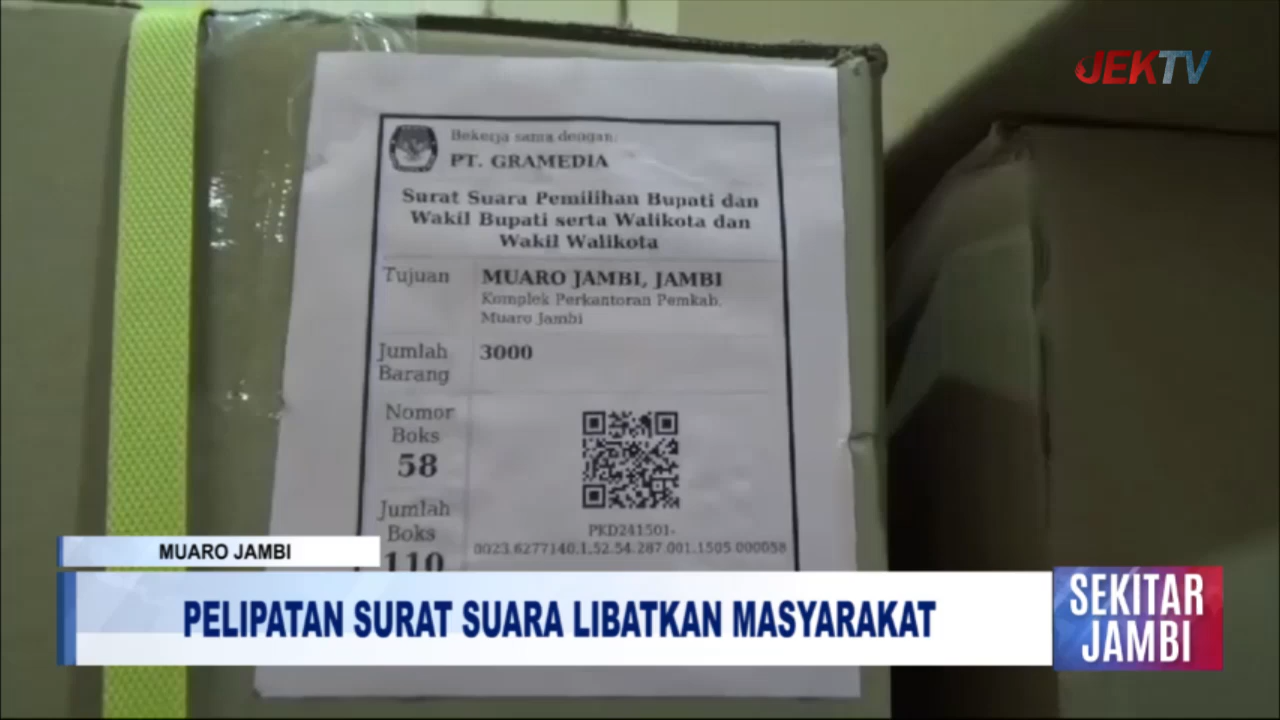 JEKTV
Bekerja sama dengan:
PT. GRAMEDIA
Surat Suara Pemilihan Bupati dan
Wakil Bupati serta Walikota dan
Wakil Walikota
Tujuan
MUARO JAMBI, JAMBI
Komplek Perkantoran Pemkab.
Muaro Jambi
Jumlah
Barang
3000
Nomor
Boks
58
Jumlah
Boks
110
PKD241501-
0023.6277140.1.52.54.287.001.1505.000058
MUARO JAMBI
PELIPATAN SURAT SUARA LIBATKAN MASYARAKAT
SEKITAR
JAMBI